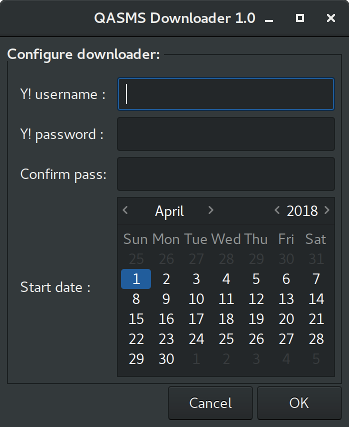 QASMS Downloader 1.0
Configure downloader:
Y! username :
Y! password :
Confirm pass:
Start date :
< April > < 2018 >
Sun Mon Tue Wed Thu Fri Sat
25 26 27 28 29 30 31
1 2 3 4 5 6 7
8 9 10 11 12 13 14
15 16 17 18 19 20 21
22 23 24 25 26 27 28
29 30 1 2 3 4 5
Cancel OK